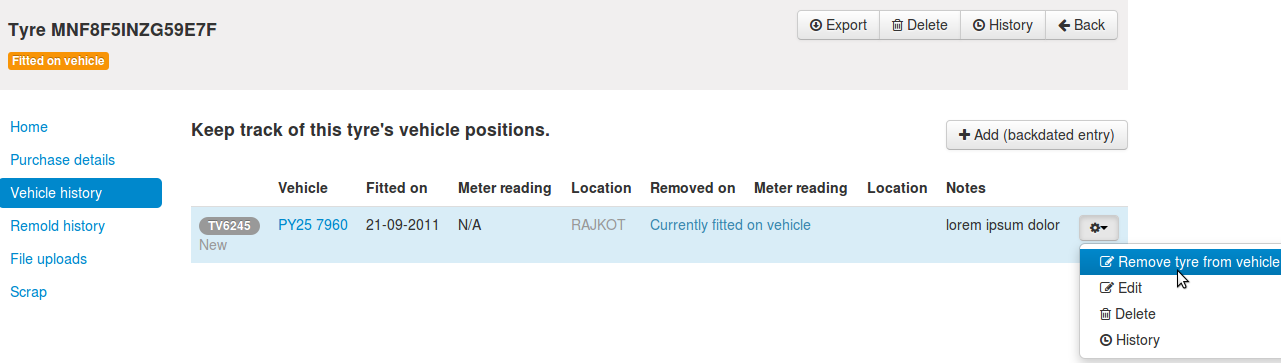 Tyre MNF8F5INZG59E7F
Fitted on vehicle
Export Delete History Back
Home
Purchase details
Vehicle history
Remold history
File uploads
Scrap
Keep track of this tyre's vehicle positions.
Add (backdated entry)
Vehicle Fitted on Meter reading Location Removed on Meter reading Location Notes
TV6245 PY25 7960 21-09-2011 N/A RAJKOT Currently fitted on vehicle lorem ipsum dolor
New
Remove tyre from vehicle
Edit
Delete
History